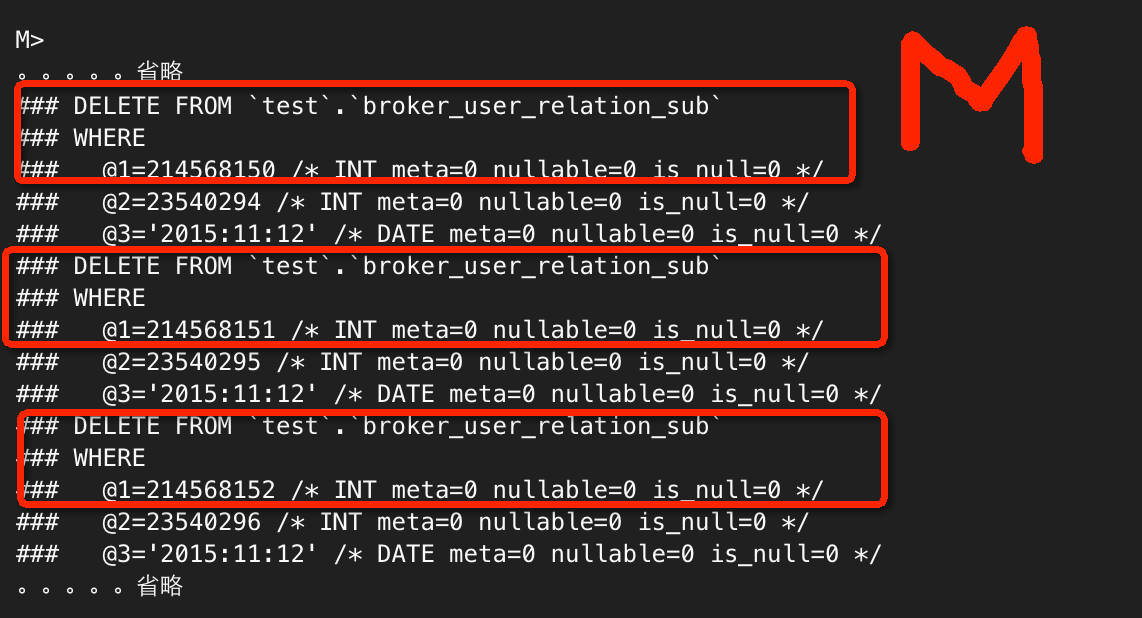 M>
。。。。。省略
### DELETE FROM `test`.`broker_user_relation_sub`
### WHERE
###   @1=214568150 /* INT meta=0 nullable=0 is_null=0 */
###   @2=23540294 /* INT meta=0 nullable=0 is_null=0 */
###   @3='2015:11:12' /* DATE meta=0 nullable=0 is_null=0 */
### DELETE FROM `test`.`broker_user_relation_sub`
### WHERE
###   @1=214568151 /* INT meta=0 nullable=0 is_null=0 */
###   @2=23540295 /* INT meta=0 nullable=0 is_null=0 */
###   @3='2015:11:12' /* DATE meta=0 nullable=0 is_null=0 */
### DELETE FROM `test`.`broker_user_relation_sub`
### WHERE
###   @1=214568152 /* INT meta=0 nullable=0 is_null=0 */
###   @2=23540296 /* INT meta=0 nullable=0 is_null=0 */
###   @3='2015:11:12' /* DATE meta=0 nullable=0 is_null=0 */
。。。。。省略
M